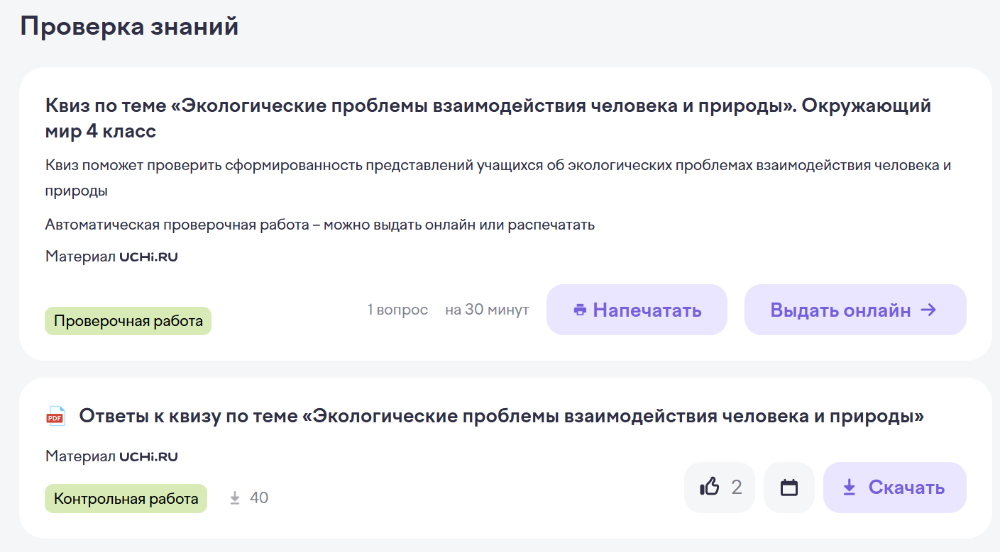 Проверка знаний
Квиз по теме «Экологические проблемы взаимодействия человека и природы». Окружающий
мир 4 класс
Квиз поможет проверить сформированность представлений учащихся об экологических проблемах взаимодействия человека и
природы
Автоматическая проверочная работа – можно выдать онлайн или распечатать
Материал UCHi.RU
Проверочная работа
1 вопрос на 30 минут
Напечатать
Выдать онлайн →
PDF
Ответы к квизу по теме «Экологические проблемы взаимодействия человека и природы»
Материал UCHi.RU
Контрольная работа
40
2
Скачать